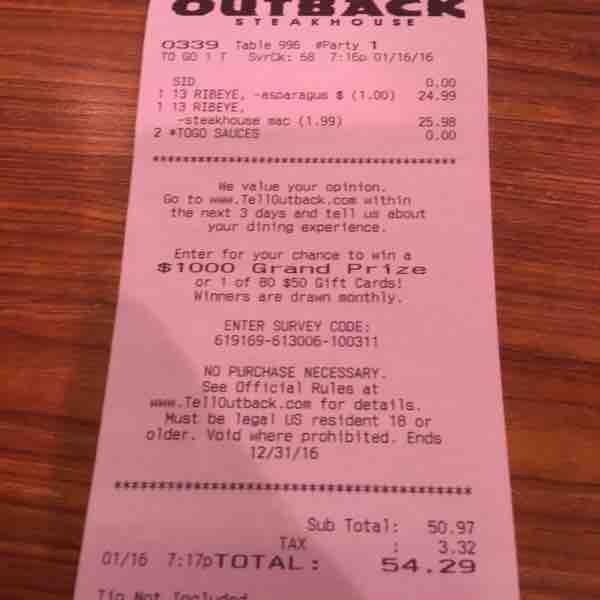 OUTBACK
STEAKHOUSE
0339 Table 996 #Party 1
TO GO 1 T SvrCk: 68 7:16p 01/16/16
SID 0.00
1 13 RIBEYE, -asparagus $ (1.00) 24.99
1 13 RIBEYE,
-steakhouse mac (1.99) 25.98
2 *TOGO SAUCES 0.00
****************************************
We value your opinion.
Go to www.TellOutback.com within
the next 3 days and tell us about
your dining experience.
Enter for your chance to win a
$1000 Grand Prize
or 1 of 80 $50 Gift Cards!
Winners are drawn monthly.
ENTER SURVEY CODE:
619169-613006-100311
NO PURCHASE NECESSARY.
See Official Rules at
www.TellOutback.com for details.
Must be legal US resident 18 or
older. Void where prohibited. Ends
12/31/16
****************************************
Sub Total: 50.97
TAX : 3.32
01/16 7:17p TOTAL: 54.29
Tip Not Included